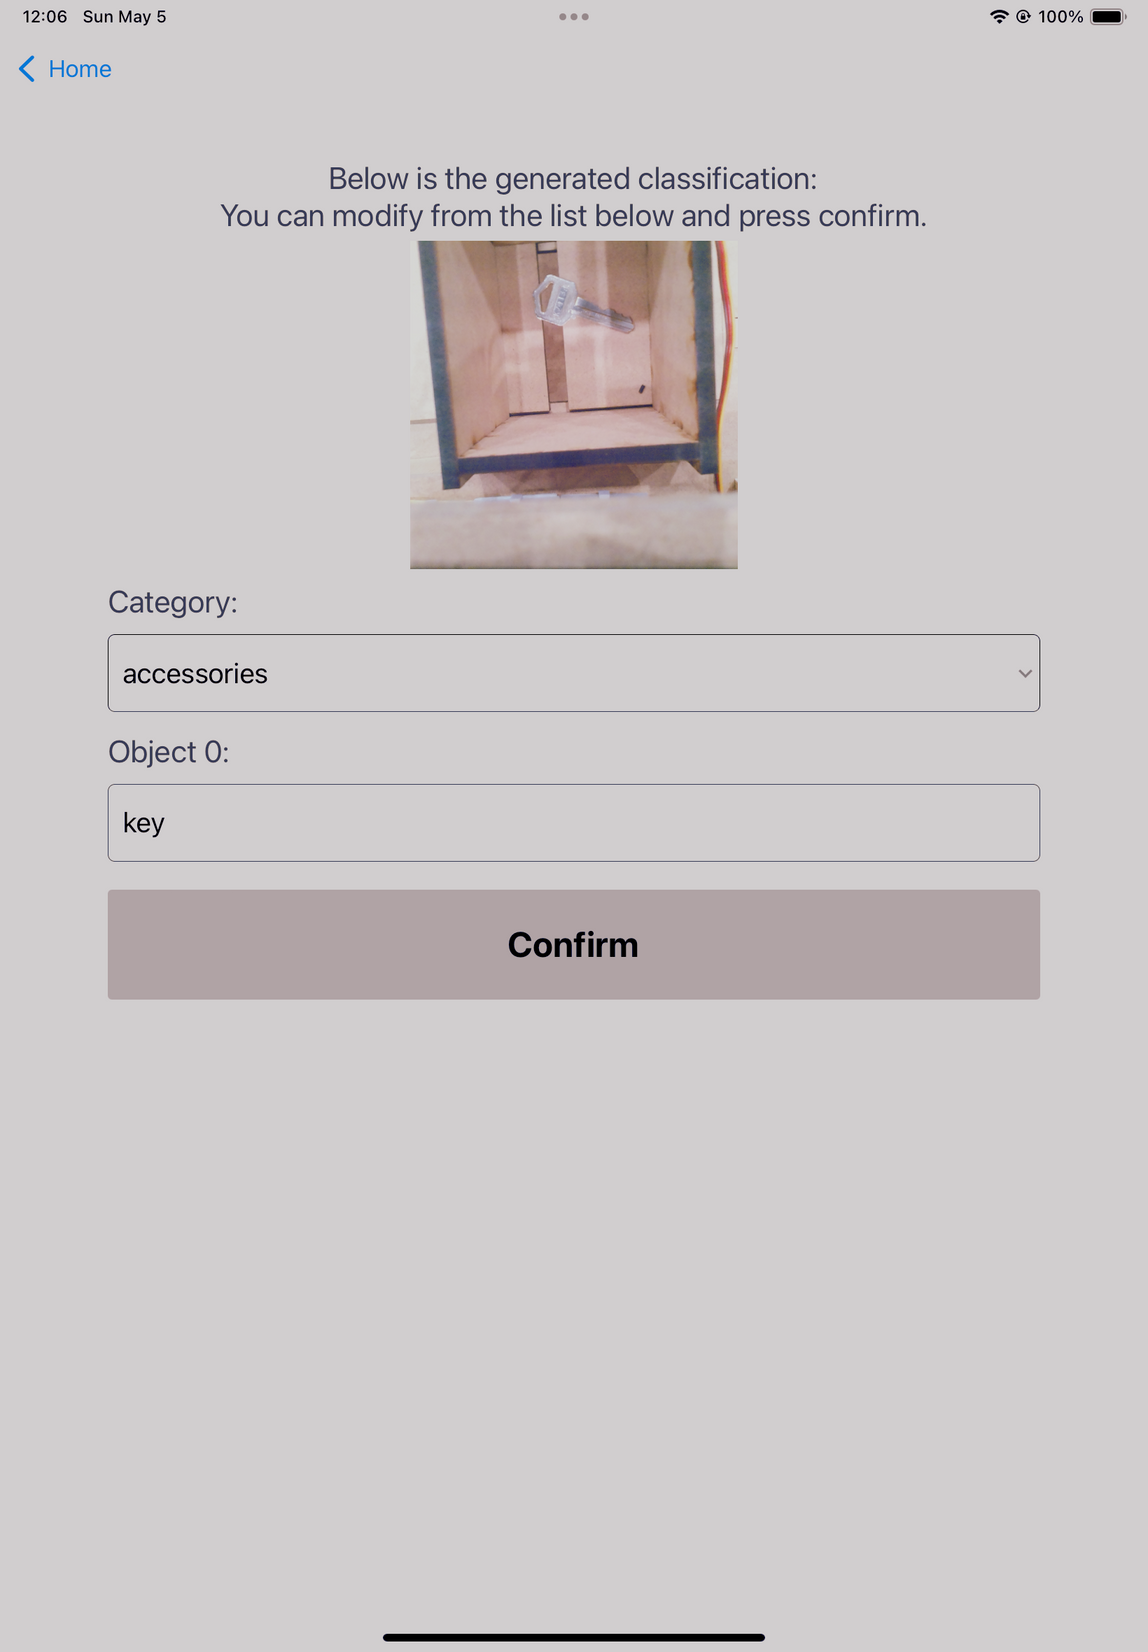 12:06 Sun May 5
100%
Home
Below is the generated classification:
You can modify from the list below and press confirm.
Category:
accessories
Object 0:
key
Confirm